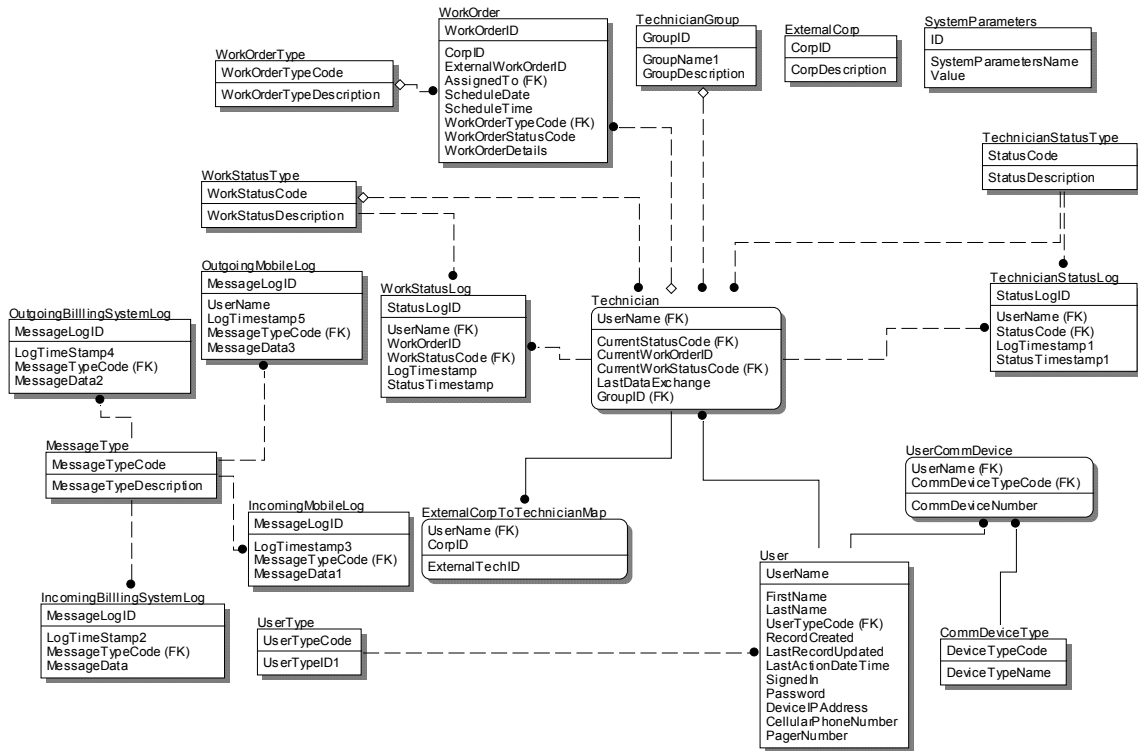 WorkOrder
WorkOrderID
CorpID
ExternalWorkOrderID
AssignedTo (FK)
ScheduleDate
ScheduleTime
WorkOrderTypeCode (FK)
WorkOrderStatusCode
WorkOrderDetails
TechnicianGroup
GroupID
GroupName1
GroupDescription
ExternalCorp
CorpID
CorpDescription
SystemParameters
ID
SystemParametersName
Value
WorkOrderType
WorkOrderTypeCode
WorkOrderTypeDescription
TechnicianStatusType
StatusCode
StatusDescription
WorkStatusType
WorkStatusCode
WorkStatusDescription
OutgoingMobileLog
MessageLogID
UserName
LogTimestamp5
MessageTypeCode (FK)
MessageData3
OutgoingBilllingSystemLog
MessageLogID
LogTimeStamp4
MessageTypeCode (FK)
MessageData2
WorkStatusLog
StatusLogID
UserName (FK)
WorkOrderID
WorkStatusCode (FK)
LogTimestamp
StatusTimestamp
Technician
UserName (FK)
CurrentStatusCode (FK)
CurrentWorkOrderID
CurrentWorkStatusCode (FK)
LastDataExchange
GroupID (FK)
TechnicianStatusLog
StatusLogID
UserName (FK)
StatusCode (FK)
LogTimestamp1
StatusTimestamp1
MessageType
MessageTypeCode
MessageTypeDescription
UserCommDevice
UserName (FK)
CommDeviceTypeCode (FK)
CommDeviceNumber
IncomingMobileLog
MessageLogID
LogTimestamp3
MessageTypeCode (FK)
MessageData1
ExternalCorpToTechnicianMap
UserName (FK)
CorpID
ExternalTechID
User
UserName
FirstName
LastName
UserTypeCode (FK)
RecordCreated
LastRecordUpdated
LastActionDateTime
SignedIn
Password
DeviceIPAddress
CellularPhoneNumber
PagerNumber
IncomingBilllingSystemLog
MessageLogID
LogTimeStamp2
MessageTypeCode (FK)
MessageData
UserType
UserTypeCode
UserTypeID1
CommDeviceType
DeviceTypeCode
DeviceTypeName